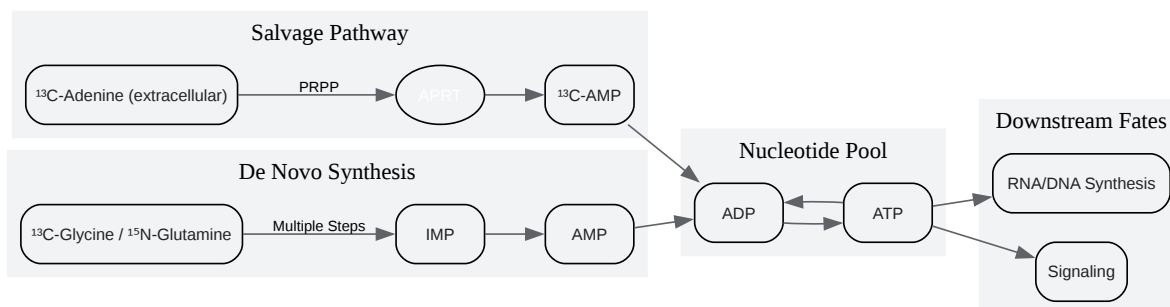 Salvage Pathway
¹³C-Adenine (extracellular)
PRPP
APRT
¹³C-AMP
De Novo Synthesis
¹³C-Glycine / ¹⁵N-Glutamine
Multiple Steps
IMP
AMP
Nucleotide Pool
ADP
ATP
Downstream Fates
RNA/DNA Synthesis
Signaling